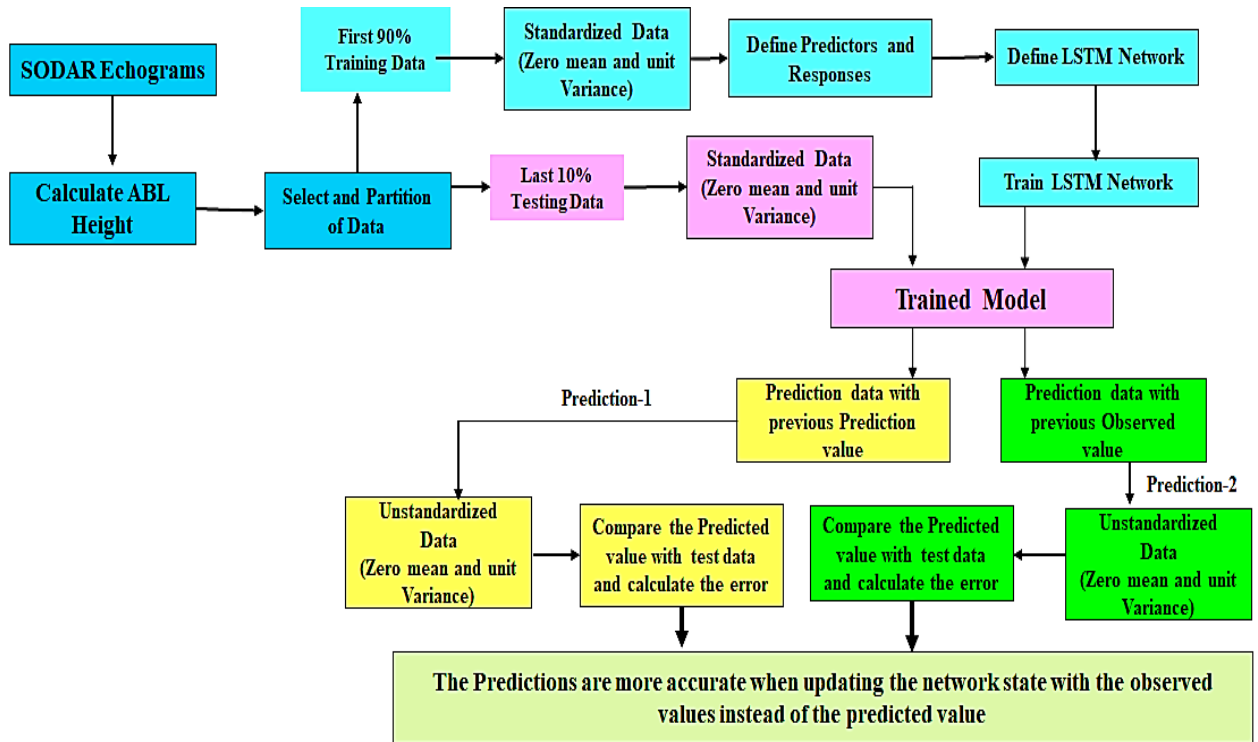 SODAR Echograms
First 90%
Training Data
Standardized Data
(Zero mean and unit
Variance)
Define Predictors and
Responses
Define LSTM Network
Calculate ABL
Height
Select and Partition
of Data
Last 10%
Testing Data
Standardized Data
(Zero mean and unit
Variance)
Train LSTM Network
Trained Model
Prediction-1
Prediction data with
previous Prediction
value
Prediction data with
previous Observed
value
Prediction-2
Unstandardized
Data
(Zero mean and unit
Variance)
Compare the Predicted
value with test data
and calculate the error
Compare the Predicted
value with test data
and calculate the error
Unstandardized
Data
(Zero mean and unit
Variance)
The Predictions are more accurate when updating the network state with the observed
values instead of the predicted value